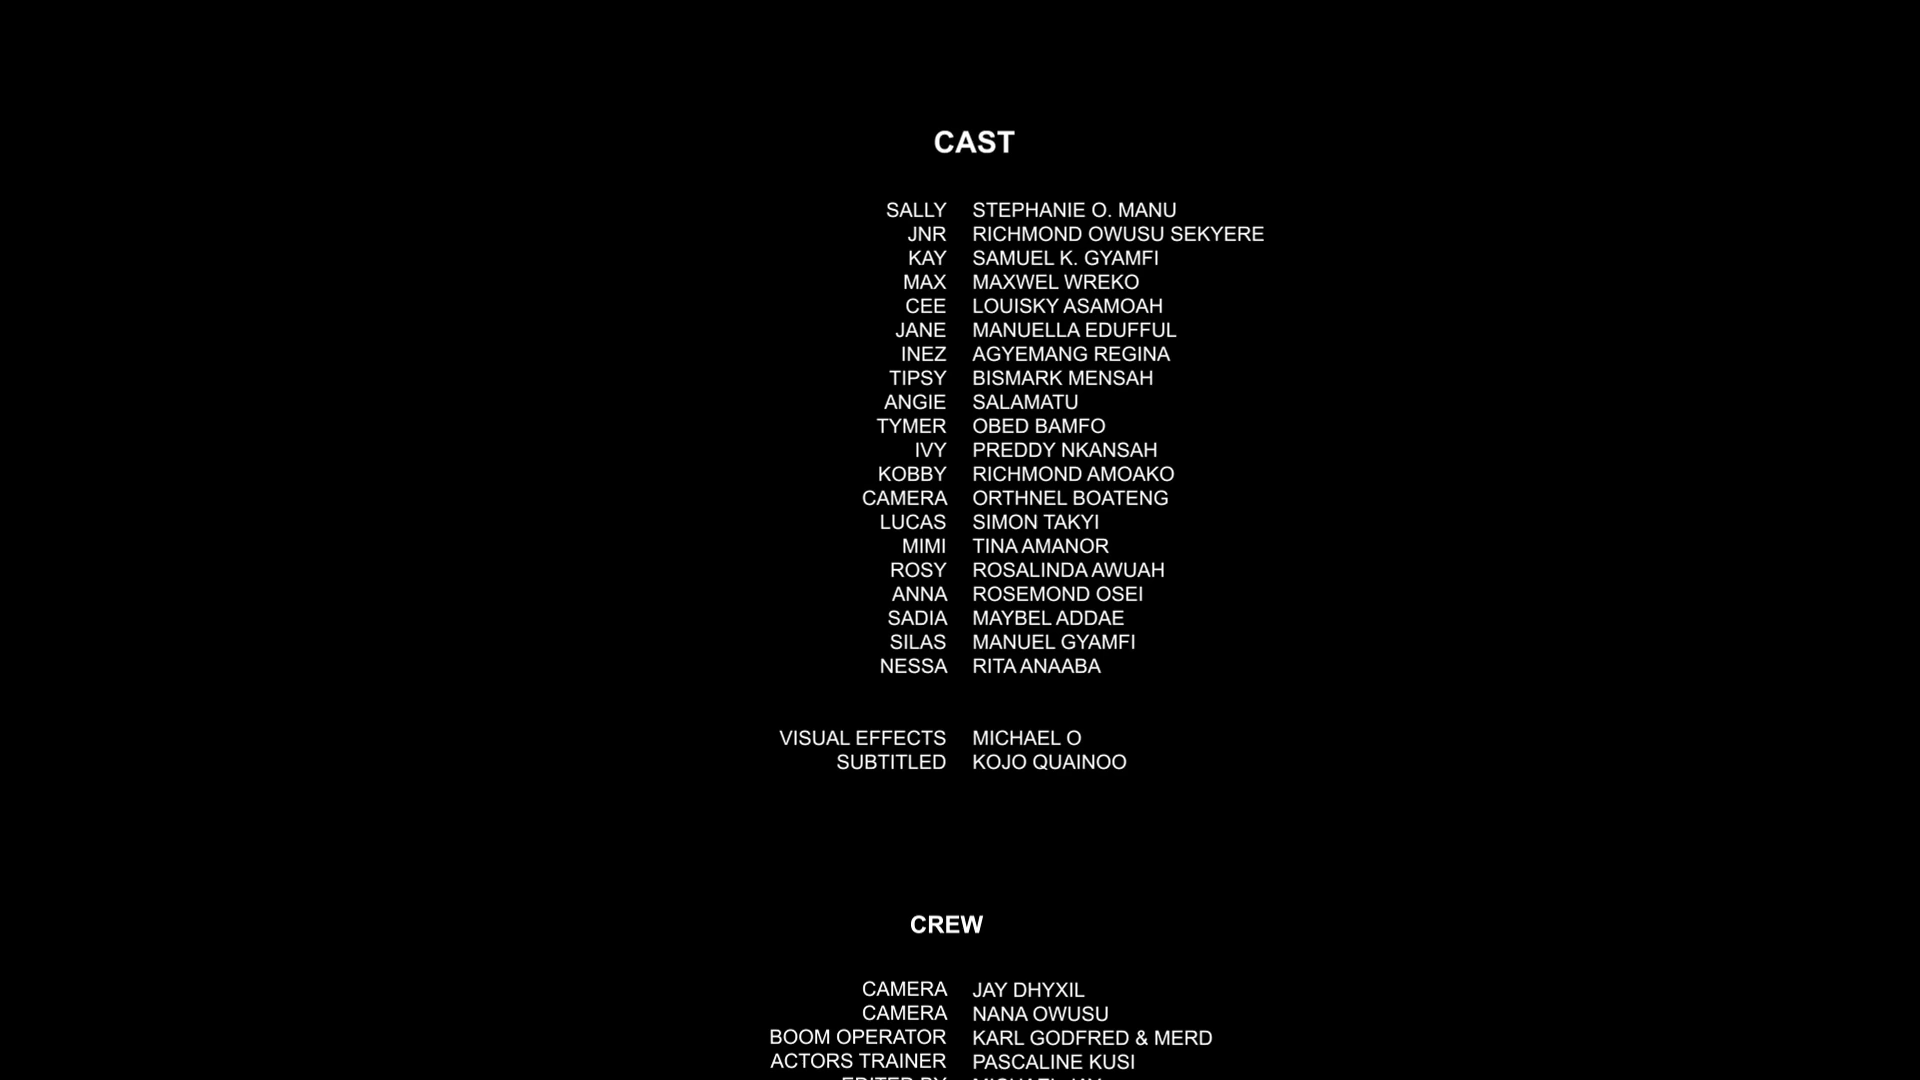 CAST
SALLY STEPHANIE O. MANU
JNR RICHMOND OWUSU SEKYERE
KAY SAMUEL K. GYAMFI
MAX MAXWEL WREKO
CEE LOUISKY ASAMOAH
JANE MANUELLA EDUFFUL
INEZ AGYEMANG REGINA
TIPSY BISMARK MENSAH
ANGIE SALAMATU
TYMER OBED BAMFO
IVY PREDDY NKANSAH
KOBBY RICHMOND AMOAKO
CAMERA ORTHNEL BOATENG
LUCAS SIMON TAKYI
MIMI TINA AMANOR
ROSY ROSALINDA AWUAH
ANNA ROSEMOND OSEI
SADIA MAYBEL ADDAE
SILAS MANUEL GYAMFI
NESSA RITA ANAABA
VISUAL EFFECTS MICHAEL O
SUBTITLED KOJO QUAINOO
CREW
CAMERA JAY DHYXIL
CAMERA NANA OWUSU
BOOM OPERATOR KARL GODFRED & MERD
ACTORS TRAINER PASCALINE KUSI
EDITED BY MICHAEL